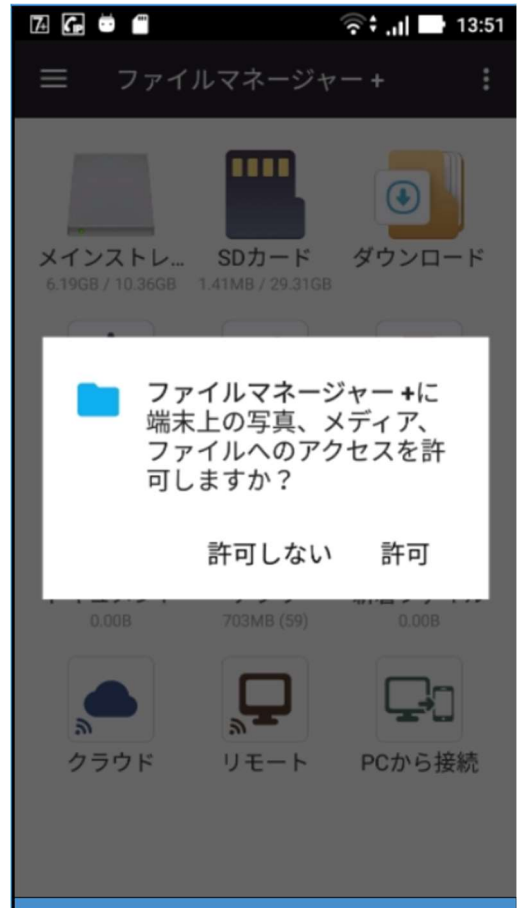 13:51
ファイルマネージャー +
メインストレ... SDカード ダウンロード
6.19GB / 10.36GB 1.41MB / 29.31GB
ファイルマネージャー +に
端末上の写真、メディア、
ファイルへのアクセスを許
可しますか？
許可しない 許可
0.00B 703MB (59) 0.00B
クラウド リモート PCから接続